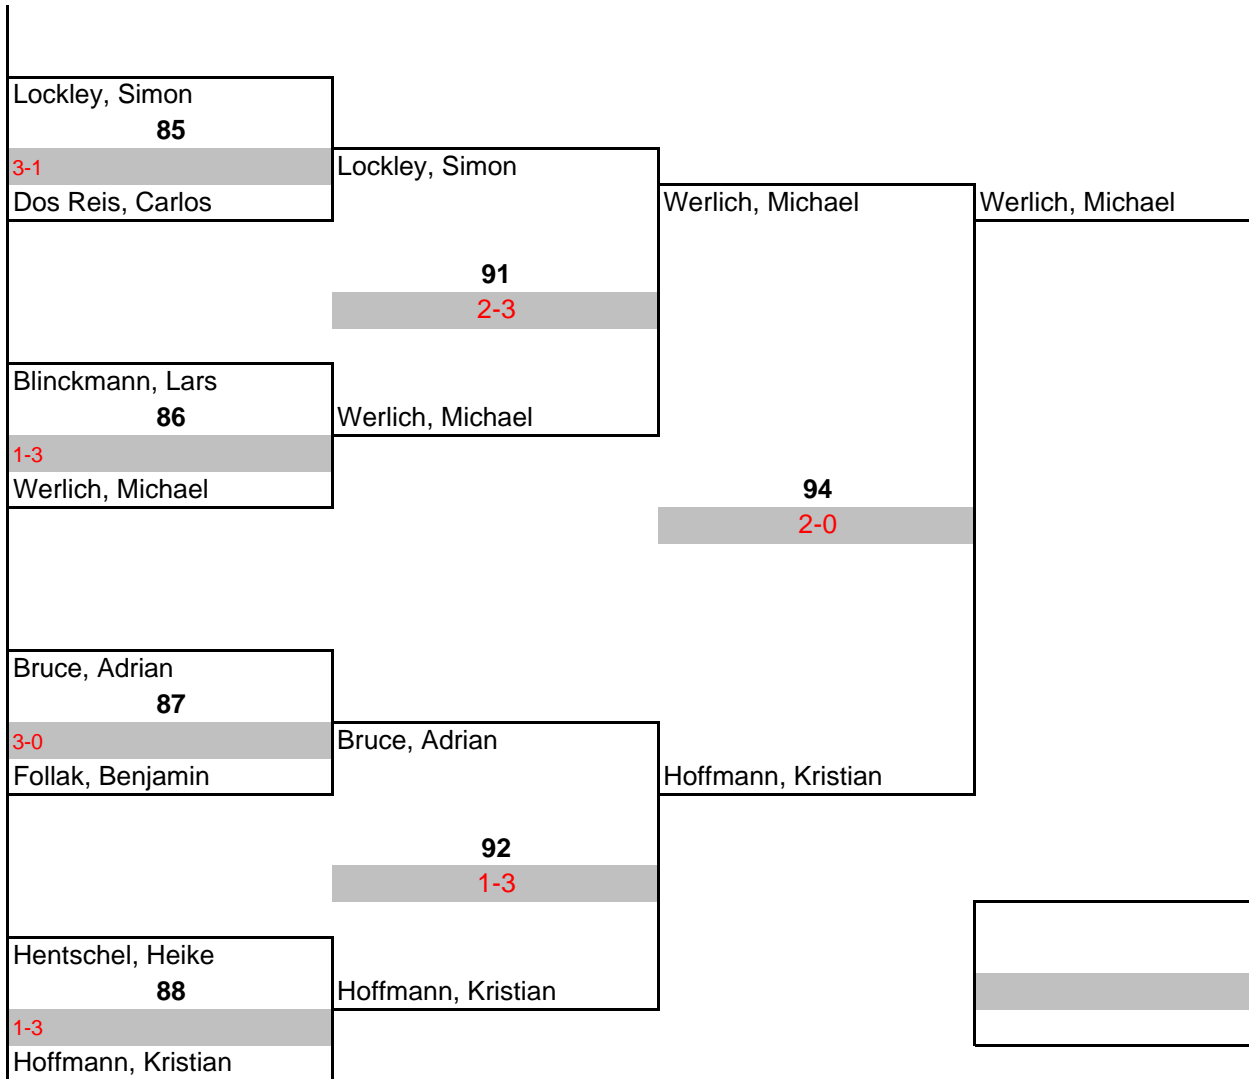 Lockley, Simon
85
3-1
Dos Reis, Carlos
Lockley, Simon
Werlich, Michael
Werlich, Michael
91
2-3
Blinckmann, Lars
86
Werlich, Michael
1-3
Werlich, Michael
94
2-0
Bruce, Adrian
87
3-0
Bruce, Adrian
Follak, Benjamin
Hoffmann, Kristian
92
1-3
Hentschel, Heike
88
Hoffmann, Kristian
1-3
Hoffmann, Kristian